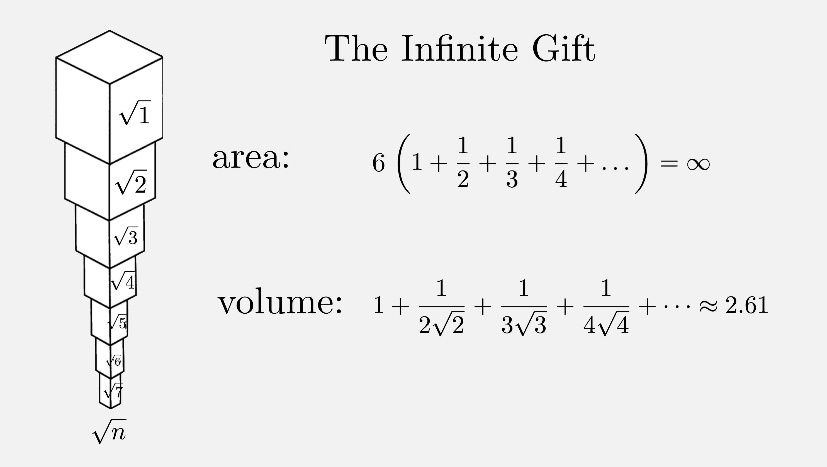 The Infinite Gift
√1
√2
√3
√4
√5
√6
√7
√n
area: 6 (1 + 1/2 + 1/3 + 1/4 + ...) = ∞
volume: 1 + 1/(2√2) + 1/(3√3) + 1/(4√4) + ··· ≈ 2.61